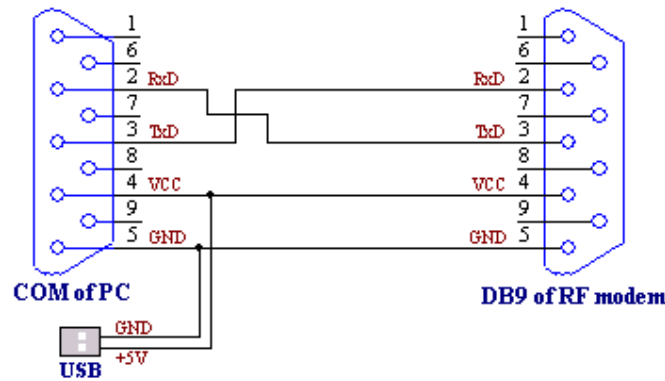 1
6
2 RxD
7
3 TxD
8
4 VCC
9
5 GND
COM of PC
1
6
RxD 2
7
TxD 3
8
VCC 4
9
GND 5
DB9 of RF modem
GND
+5V
USB